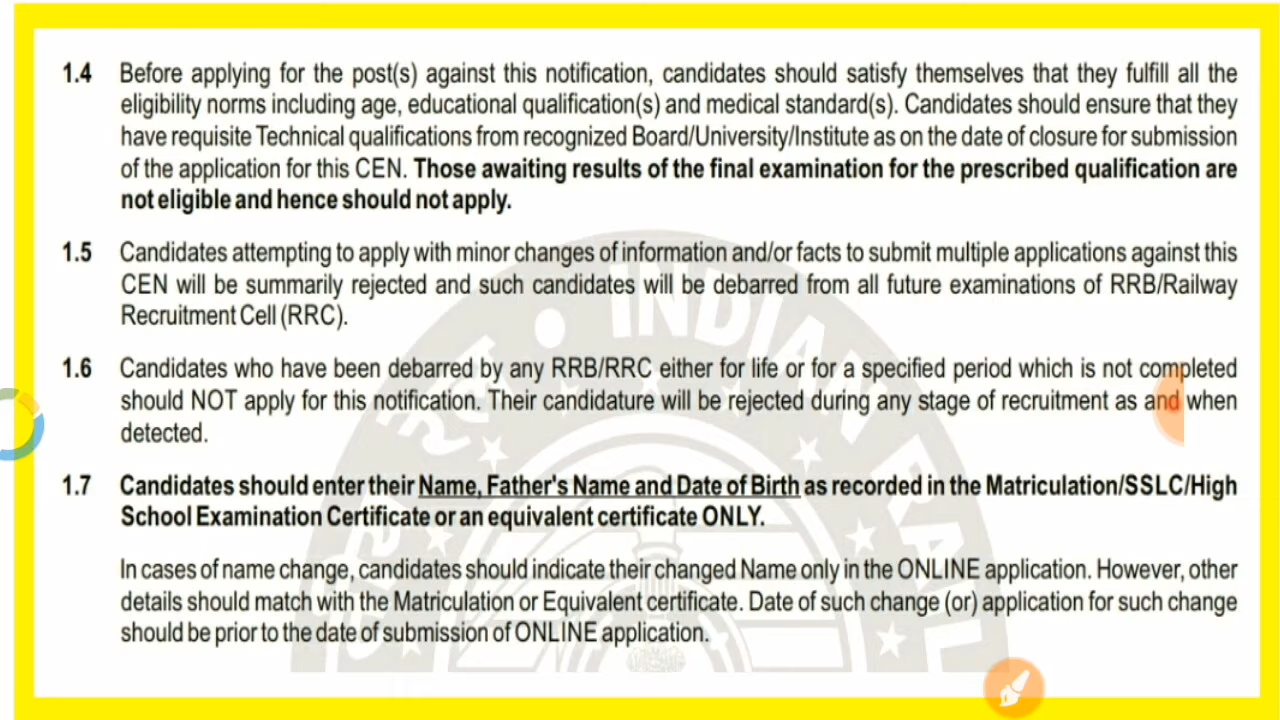 1.4 Before applying for the post(s) against this notification, candidates should satisfy themselves that they fulfill all the
eligibility norms including age, educational qualification(s) and medical standard(s). Candidates should ensure that they
have requisite Technical qualifications from recognized Board/University/Institute as on the date of closure for submission
of the application for this CEN. Those awaiting results of the final examination for the prescribed qualification are
not eligible and hence should not apply.
1.5 Candidates attempting to apply with minor changes of information and/or facts to submit multiple applications against this
CEN will be summarily rejected and such candidates will be debarred from all future examinations of RRB/Railway
Recruitment Cell (RRC).
1.6 Candidates who have been debarred by any RRB/RRC either for life or for a specified period which is not completed
should NOT apply for this notification. Their candidature will be rejected during any stage of recruitment as and when
detected.
1.7 Candidates should enter their Name, Father's Name and Date of Birth as recorded in the Matriculation/SSLC/High
School Examination Certificate or an equivalent certificate ONLY.
In cases of name change, candidates should indicate their changed Name only in the ONLINE application. However, other
details should match with the Matriculation or Equivalent certificate. Date of such change (or) application for such change
should be prior to the date of submission of ONLINE application.
INDIAN RAIL